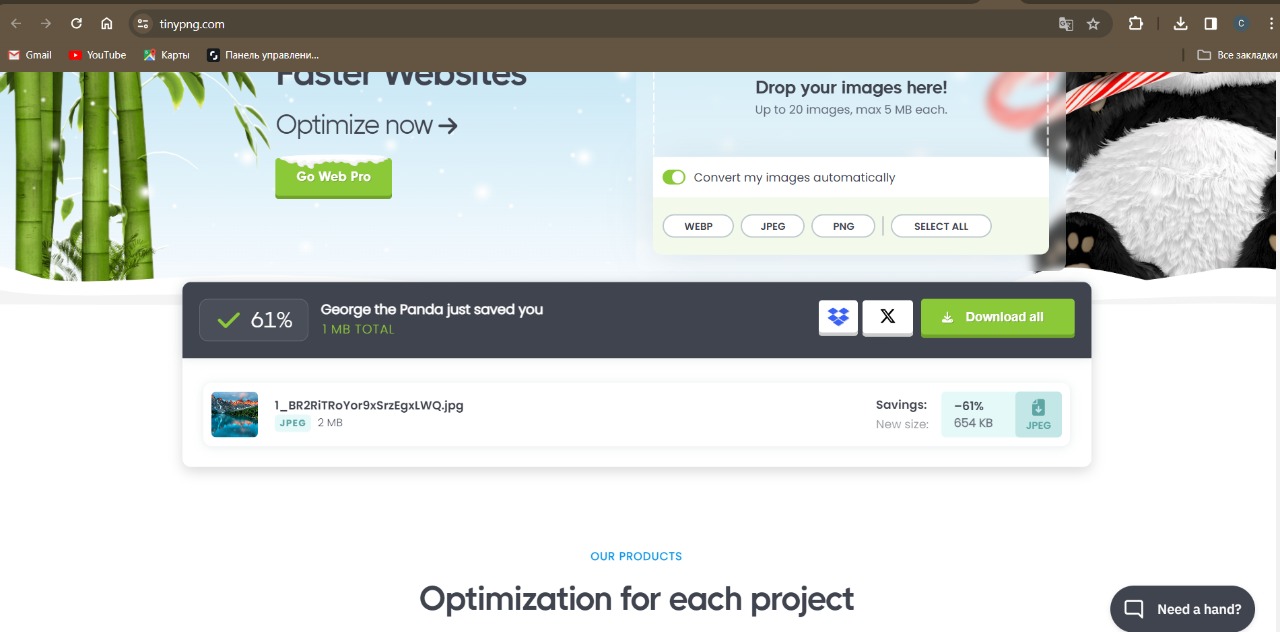 tinypng.com
C
Gmail
YouTube
Карты
Панель управлени...
Все закладки
Faster Websites
Optimize now
Go Web Pro
Drop your images here!
Up to 20 images, max 5 MB each.
Convert my images automatically
WEBP
JPEG
PNG
SELECT ALL
61%
George the Panda just saved you
1 MB TOTAL
Download all
1_BR2RiTRoYor9xSrzEgxLWQ.jpg
JPEG 2 MB
Savings: −61%
New size: 654 KB
JPEG
OUR PRODUCTS
Optimization for each project
Need a hand?